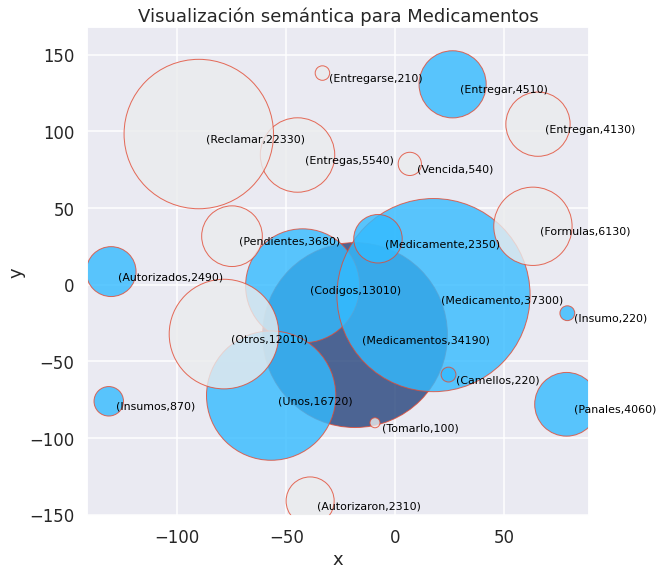 Visualización semántica para Medicamentos
150
100
50
0
−50
−100
−150
y
(Entregarse,210)
(Entregar,4510)
(Entregan,4130)
(Reclamar,22330)
(Entregas,5540)
(Vencida,540)
(Formulas,6130)
(Pendientes,3680)
(Medicamente,2350)
(Autorizados,2490)
(Codigos,13010)
(Medicamento,37300)
(Insumo,220)
(Otros,12010)
(Medicamentos,34190)
(Camellos,220)
(Insumos,870)
(Unos,16720)
(Panales,4060)
(Tomarlo,100)
(Autorizaron,2310)
−100
−50
0
50
x